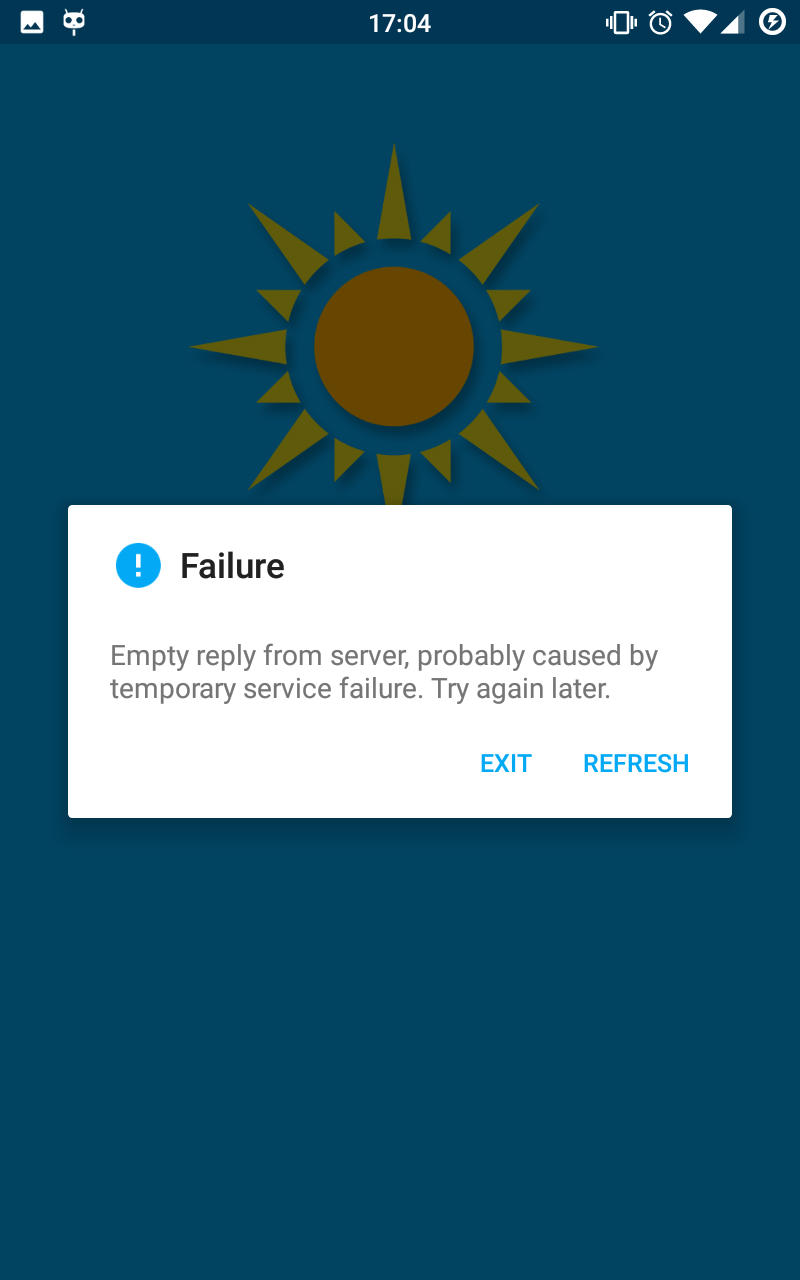 17:04
Failure
Empty reply from server, probably caused by
temporary service failure. Try again later.
EXIT REFRESH